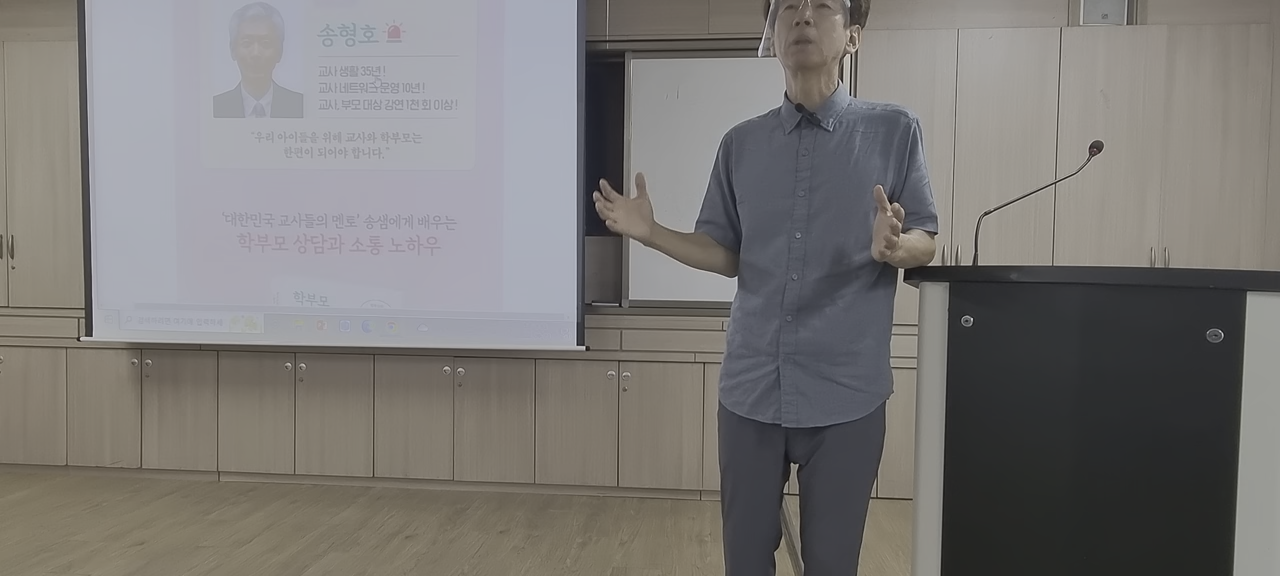 송형호
교사 생활 35년!
교사 네트워크 운영 10년!
교사, 부모 대상 강연 1천 회 이상!
"우리 아이들을 위해 교사와 학부모는
한편이 되어야 합니다."
'대한민국 교사들의 멘토' 송샘에게 배우는
학부모 상담과 소통 노하우
학부모